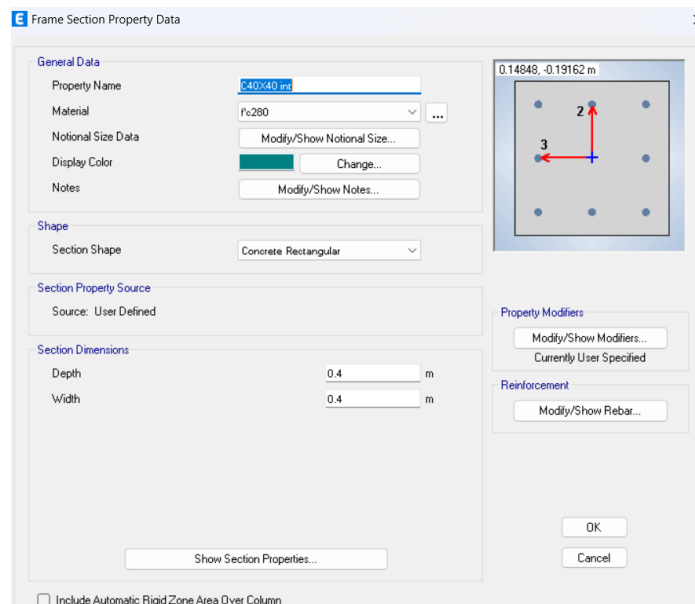 E Frame Section Property Data
General Data
Property Name C40X40 int
Material f'c280 ...
Notional Size Data Modify/Show Notional Size...
Display Color Change...
Notes Modify/Show Notes...
0.14848, -0.19162 m
2
3
Shape
Section Shape Concrete Rectangular
Section Property Source
Source: User Defined
Property Modifiers
Modify/Show Modifiers...
Currently User Specified
Section Dimensions
Depth 0.4 m
Width 0.4 m
Reinforcement
Modify/Show Rebar...
OK
Show Section Properties...
Cancel
Include Automatic Rigid Zone Area Over Column